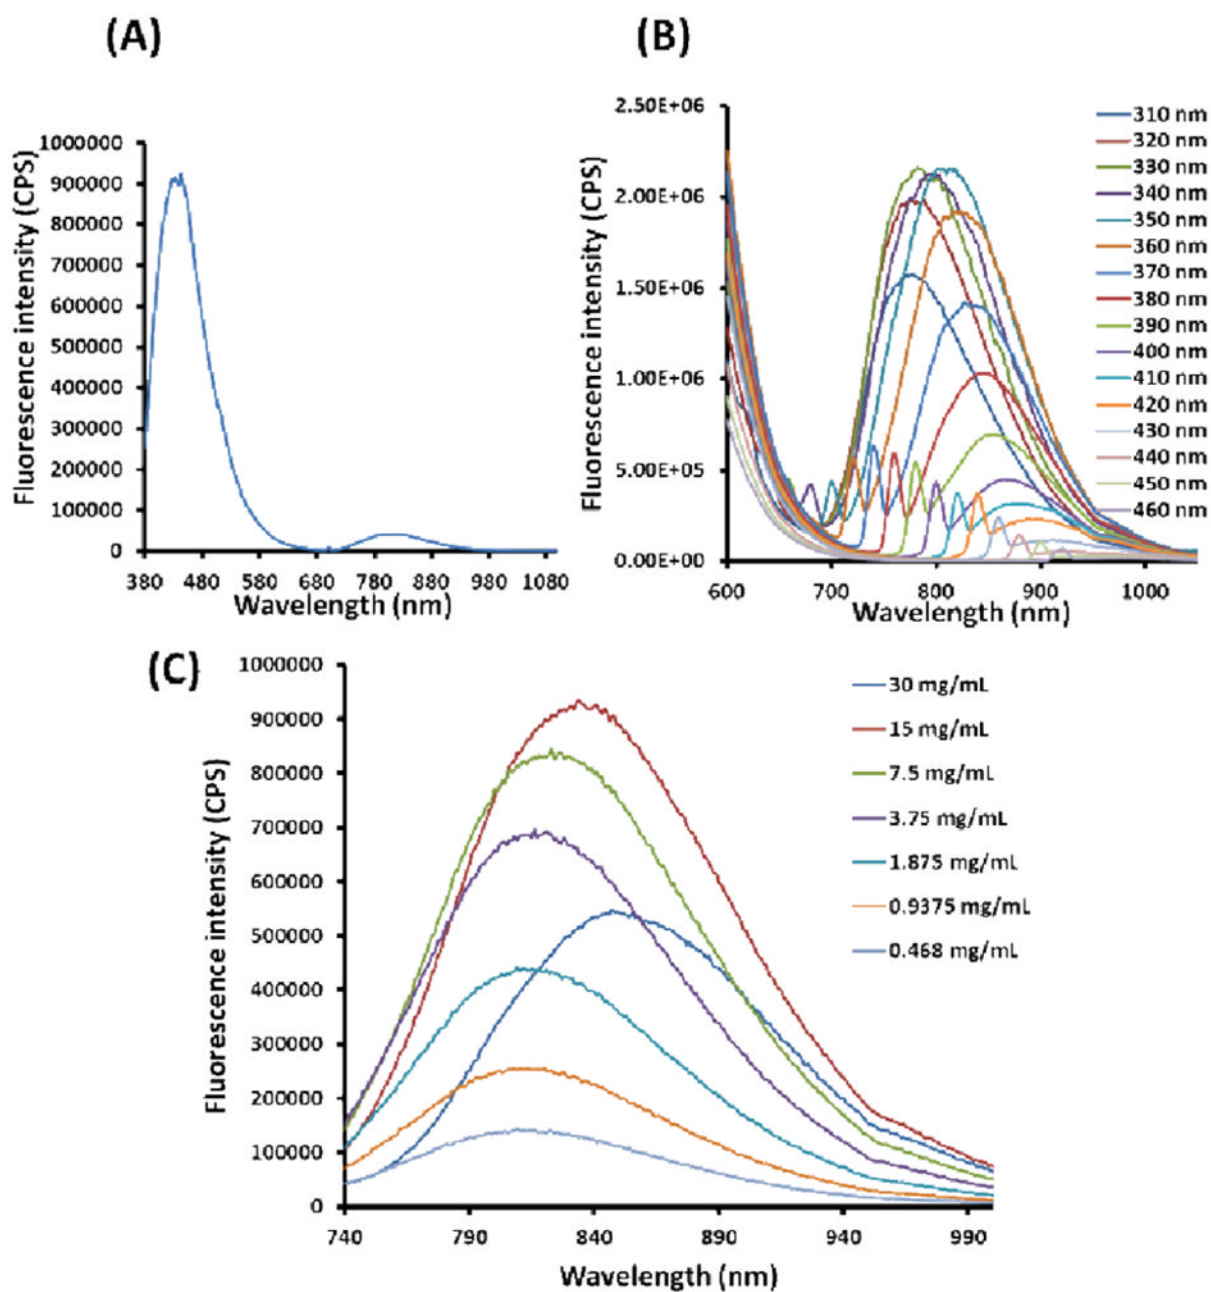 (A)
Fluorescence intensity (CPS)
1000000
900000
800000
700000
600000
500000
400000
300000
200000
100000
0
380 480 580 680 780 880 980 1080
Wavelength (nm)
(B)
Fluorescence intensity (CPS)
2.50E+06
2.00E+06
1.50E+06
1.00E+06
5.00E+05
0.00E+00
600 700 800 900 1000
Wavelength (nm)
310 nm
320 nm
330 nm
340 nm
350 nm
360 nm
370 nm
380 nm
390 nm
400 nm
410 nm
420 nm
430 nm
440 nm
450 nm
460 nm
(C)
Fluorescence intensity (CPS)
1000000
900000
800000
700000
600000
500000
400000
300000
200000
100000
0
740 790 840 890 940 990
Wavelength (nm)
30 mg/mL
15 mg/mL
7.5 mg/mL
3.75 mg/mL
1.875 mg/mL
0.9375 mg/mL
0.468 mg/mL